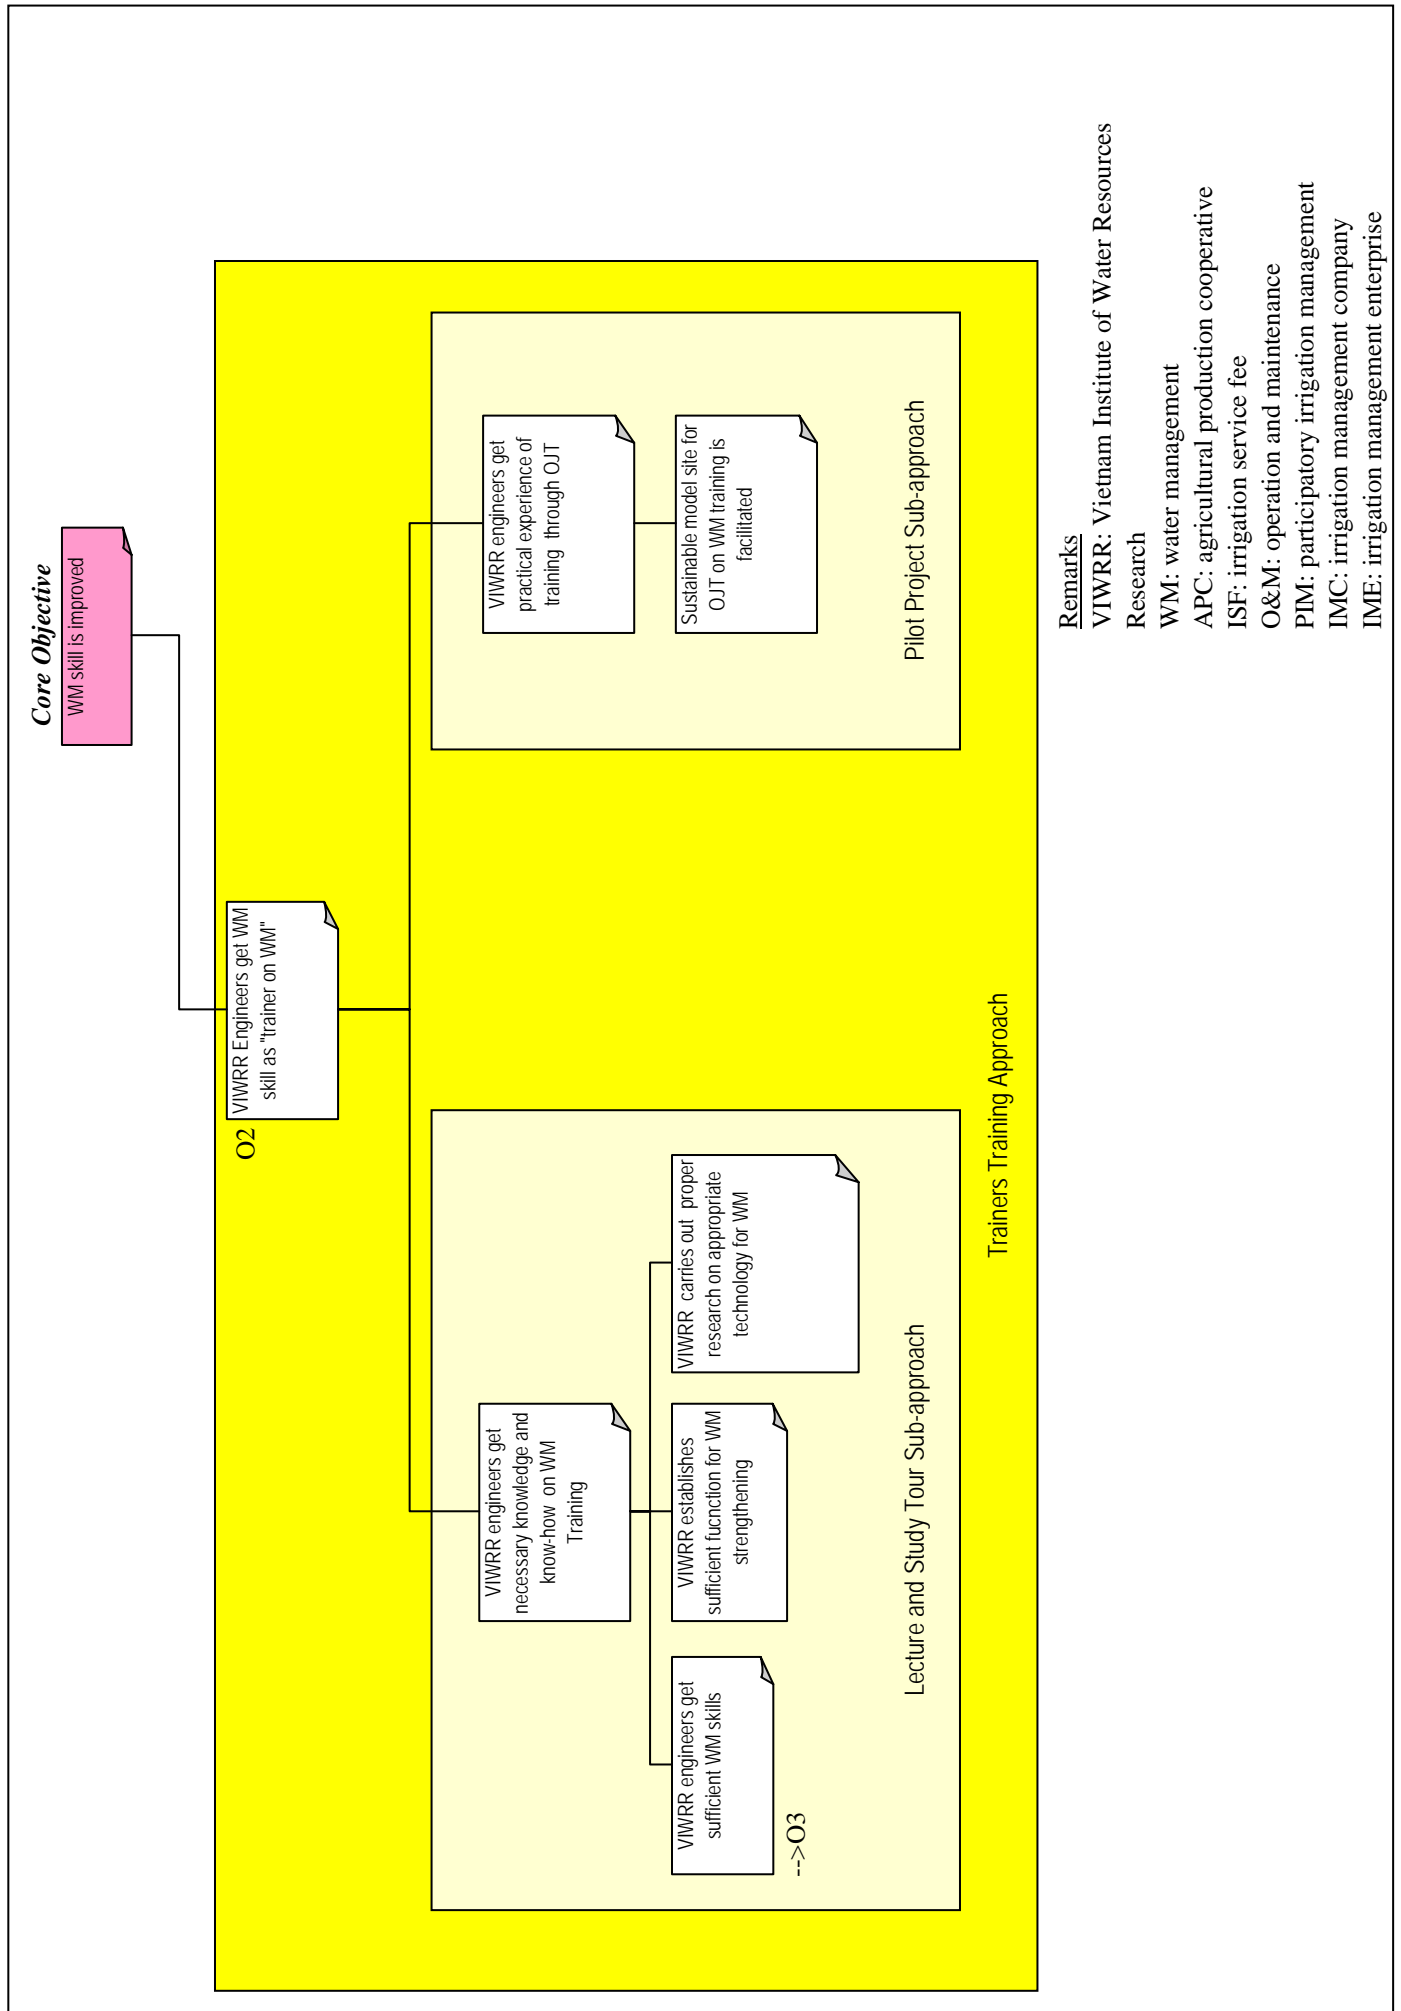 Core Objective
WM skill is improved
O2
VIWRR Engineers get WM
skill as "trainer on WM"
VIWRR engineers get
necessary knowledge and
know-how on WM
Training
VIWRR engineers get
sufficient WM skills
-->O3
VIWRR establishes
sufficient fucnction for WM
strengthening
VIWRR carries out proper
research on appropriate
technology for WM
Lecture and Study Tour Sub-approach
VIWRR engineers get
practical experience of
training through OJT
Sustainable model site for
OJT on WM training is
facilitated
Pilot Project Sub-approach
Trainers Training Approach
Remarks
VIWRR: Vietnam Institute of Water Resources
Research
WM: water management
APC: agricultural production cooperative
ISF: irrigation service fee
O&M: operation and maintenance
PIM: participatory irrigation management
IMC: irrigation management company
IME: irrigation management enterprise